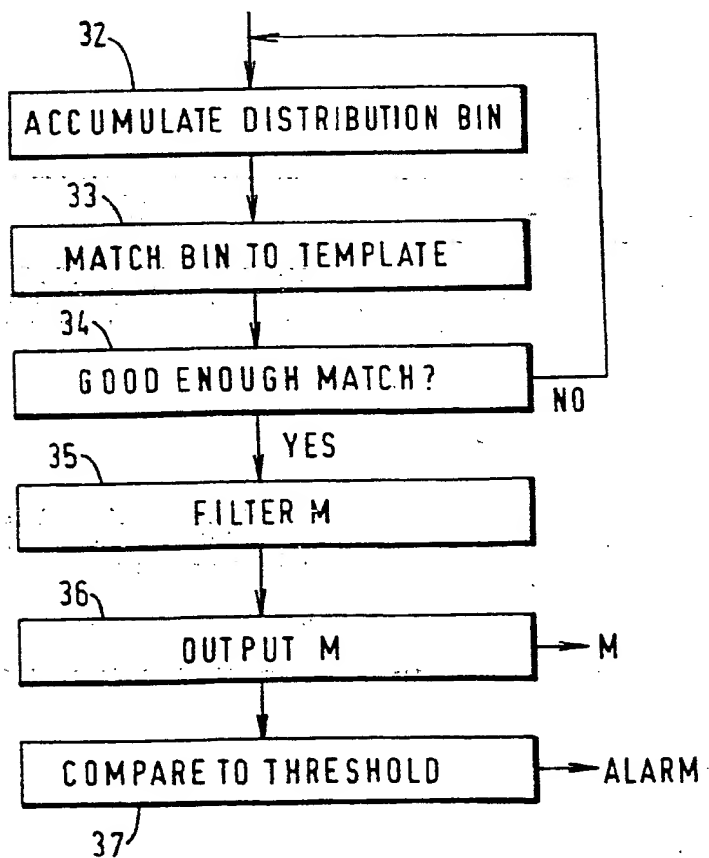 32
ACCUMULATE DISTRIBUTION BIN
33
MATCH BIN TO TEMPLATE
34
GOOD ENOUGH MATCH?
NO
YES
35
FILTER M
36
OUTPUT M
M
COMPARE TO THRESHOLD
ALARM
37